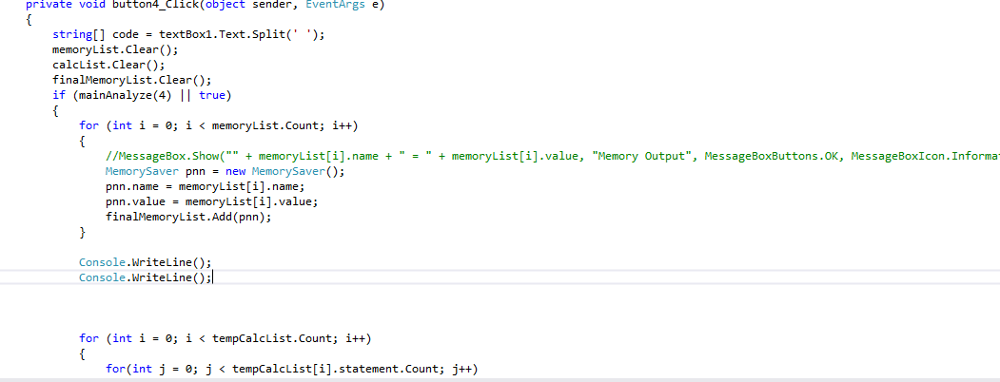 private void button4_Click(object sender, EventArgs e)
{
string[] code = textBox1.Text.Split(' ');
memoryList.Clear();
calcList.Clear();
finalMemoryList.Clear();
if (mainAnalyze(4) || true)
{
for (int i = 0; i < memoryList.Count; i++)
{
//MessageBox.Show("" + memoryList[i].name + " = " + memoryList[i].value, "Memory Output", MessageBoxButtons.OK, MessageBoxIcon.Informat
MemorySaver pnn = new MemorySaver();
pnn.name = memoryList[i].name;
pnn.value = memoryList[i].value;
finalMemoryList.Add(pnn);
}
Console.WriteLine();
Console.WriteLine();
for (int i = 0; i < tempCalcList.Count; i++)
{
for(int j = 0; j < tempCalcList[i].statement.Count; j++)